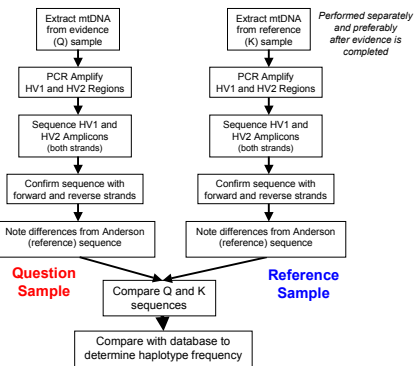 Extract mtDNA
from evidence
(Q) sample
PCR Amplify
HV1 and HV2 Regions
Sequence HV1 and
HV2 Amplicons
(both strands)
Confirm sequence with
forward and reverse strands
Note differences from Anderson
(reference) sequence
Question
Sample
Extract mtDNA
from reference
(K) sample
Performed separately
and preferably
after evidence is
completed
PCR Amplify
HV1 and HV2 Regions
Sequence HV1 and
HV2 Amplicons
(both strands)
Confirm sequence with
forward and reverse strands
Note differences from Anderson
(reference) sequence
Reference
Sample
Compare Q and K
sequences
Compare with database to
determine haplotype frequency